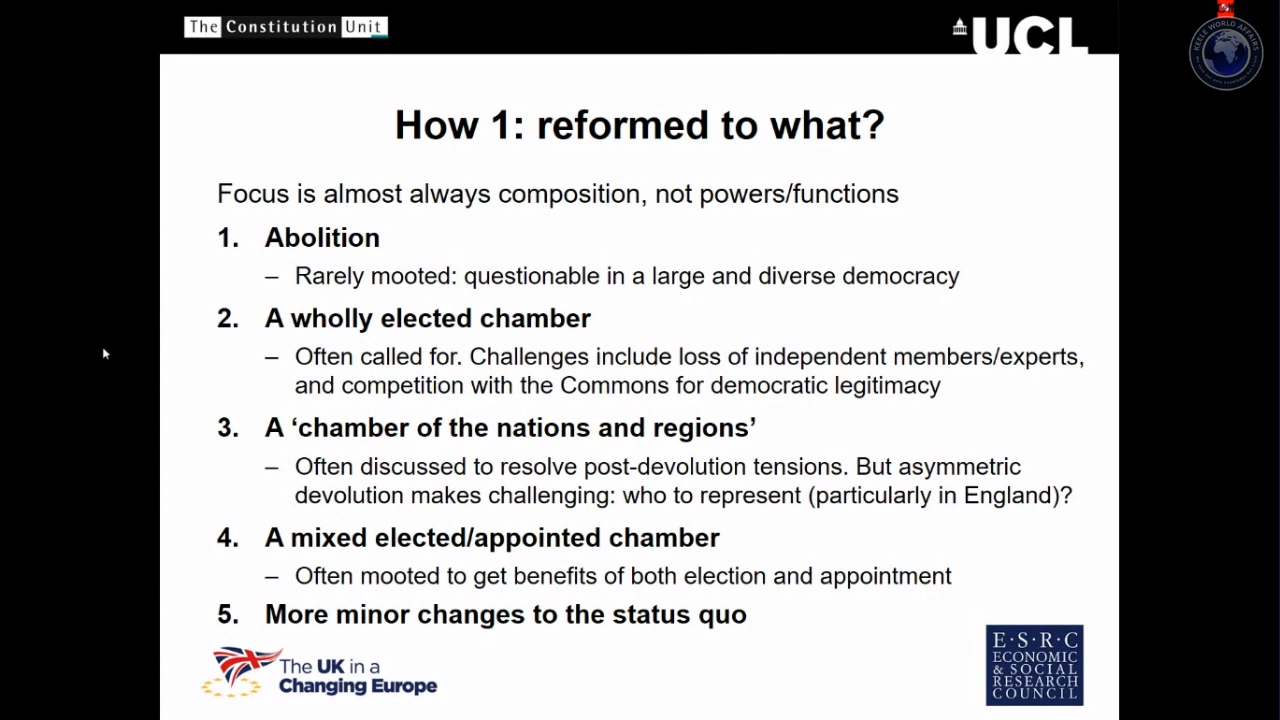 The Constitution Unit
UCL
KEELE WORLD AFFAIRS
How 1: reformed to what?
Focus is almost always composition, not powers/functions
1. Abolition
– Rarely mooted: questionable in a large and diverse democracy
2. A wholly elected chamber
– Often called for. Challenges include loss of independent members/experts,
and competition with the Commons for democratic legitimacy
3. A ‘chamber of the nations and regions’
– Often discussed to resolve post-devolution tensions. But asymmetric
devolution makes challenging: who to represent (particularly in England)?
4. A mixed elected/appointed chamber
– Often mooted to get benefits of both election and appointment
5. More minor changes to the status quo
The UK in a
Changing Europe
E·S·R·C
ECONOMIC
& SOCIAL
RESEARCH
COUNCIL